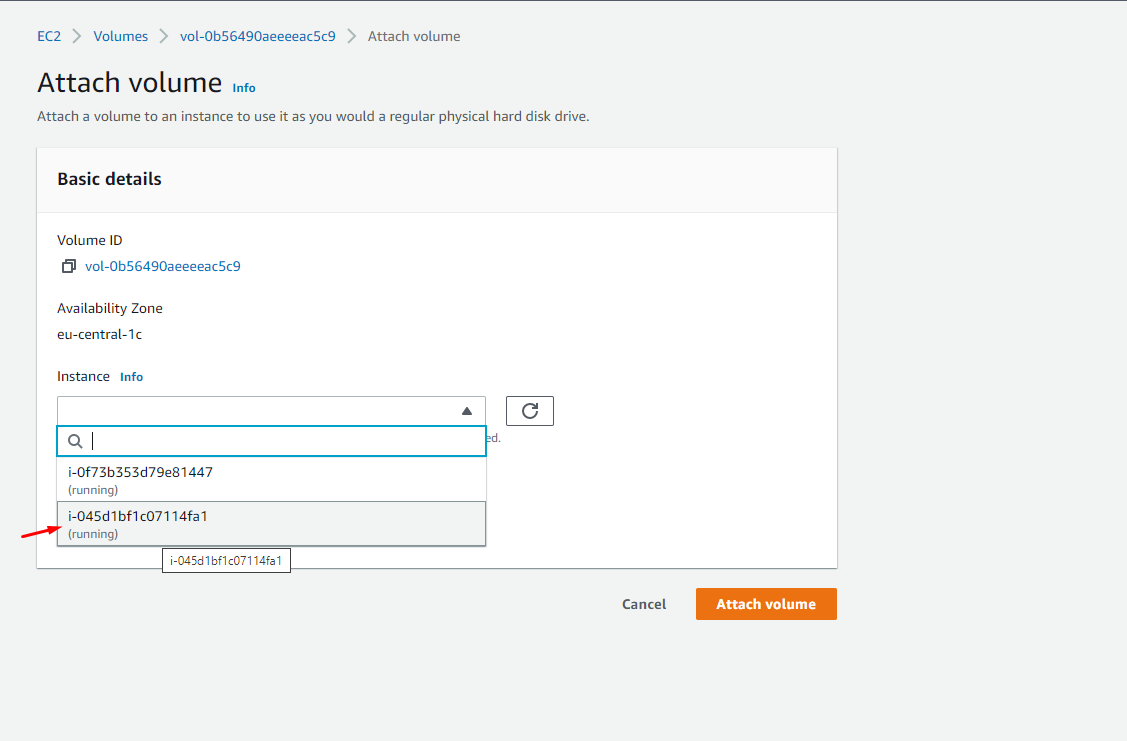 EC2 Volumes vol-0b56490aeeeeac5c9 Attach volume
Attach volume Info
Attach a volume to an instance to use it as you would a regular physical hard disk drive.
Basic details
Volume ID
vol-0b56490aeeeeac5c9
Availability Zone
eu-central-1c
Instance Info
ed.
i-0f73b353d79e81447
(running)
i-045d1bf1c07114fa1
(running)
i-045d1bf1c07114fa1
Cancel Attach volume